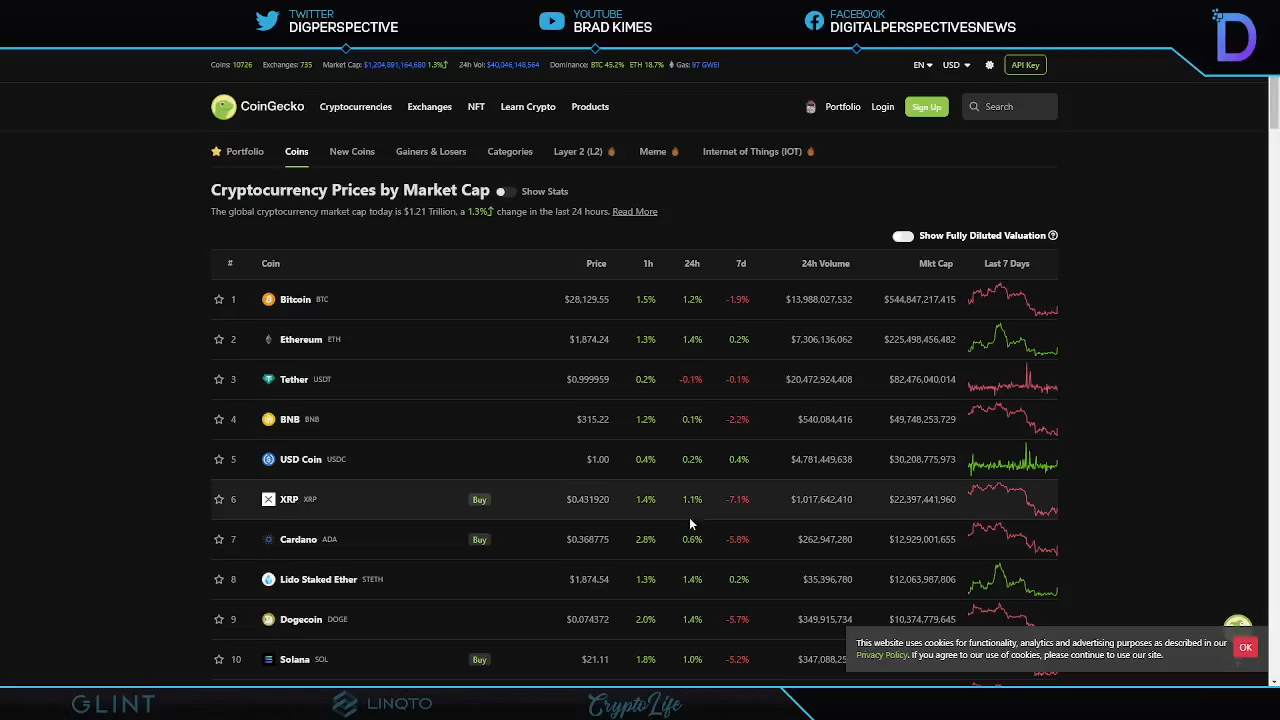 TWITTER
DIGPERSPECTIVE
YOUTUBE
BRAD KIMES
FACEBOOK
DIGITALPERSPECTIVESNEWS
D
Coins: 10726 Exchanges: 735 Market Cap: $1,204,891,164,680 1.3% 24h Vol: $40,046,148,564 Dominance: BTC 45.2% ETH 18.7% Gas: 97 GWEI EN USD API Key
CoinGecko Cryptocurrencies Exchanges NFT Learn Crypto Products Portfolio Login Sign Up Search
Portfolio Coins New Coins Gainers & Losers Categories Layer 2 (L2) Meme Internet of Things (IOT)
Cryptocurrency Prices by Market Cap Show Stats
The global cryptocurrency market cap today is $1.21 Trillion, a 1.3% change in the last 24 hours. Read More
Show Fully Diluted Valuation ?
# Coin Price 1h 24h 7d 24h Volume Mkt Cap Last 7 Days
1 Bitcoin BTC $28,129.55 1.5% 1.2% -1.9% $13,988,027,532 $544,847,217,415
2 Ethereum ETH $1,874.24 1.3% 1.4% 0.2% $7,306,136,062 $225,498,456,482
3 Tether USDT $0.999959 0.2% -0.1% -0.1% $20,472,924,408 $82,476,040,014
4 BNB BNB $315.22 1.2% 0.1% -2.2% $540,084,416 $49,748,253,729
5 USD Coin USDC $1.00 0.4% 0.2% 0.4% $4,781,449,638 $30,208,775,973
6 XRP XRP Buy $0.431920 1.4% 1.1% -7.1% $1,017,642,410 $22,397,441,960
7 Cardano ADA Buy $0.368775 2.8% 0.6% -5.8% $262,947,280 $12,929,001,655
8 Lido Staked Ether STETH $1,874.54 1.3% 1.4% 0.2% $35,396,780 $12,063,987,806
9 Dogecoin DOGE $0.074372 2.0% 1.4% -5.7% $349,915,734 $10,374,779,645
10 Solana SOL Buy $21.11 1.8% 1.0% -5.2%
This website uses cookies for functionality, analytics and advertising purposes as described in our
Privacy Policy. If you agree to our use of cookies, please continue to use our site.
OK
GLINT LINQTO CryptoLife